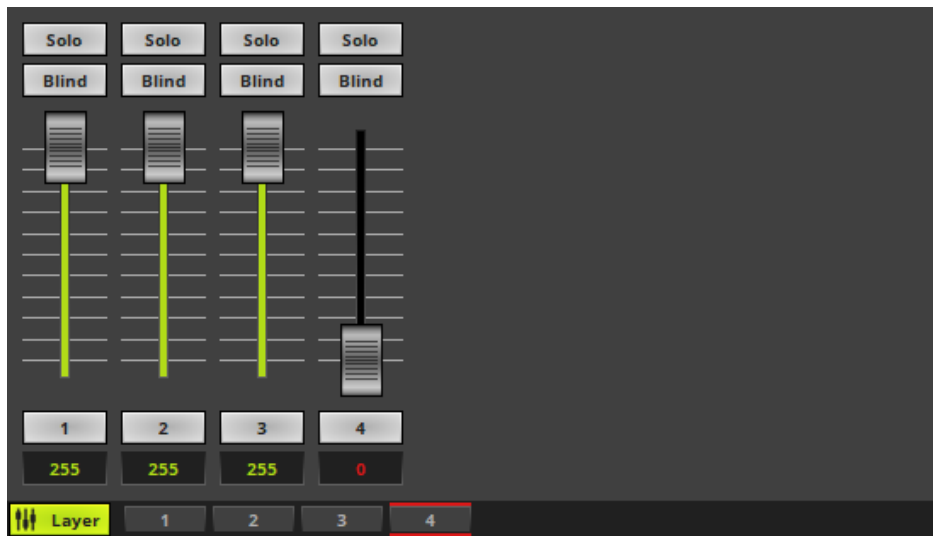 Solo Solo Solo Solo
Blind Blind Blind Blind
1 2 3 4
255 255 255 0
Layer 1 2 3 4